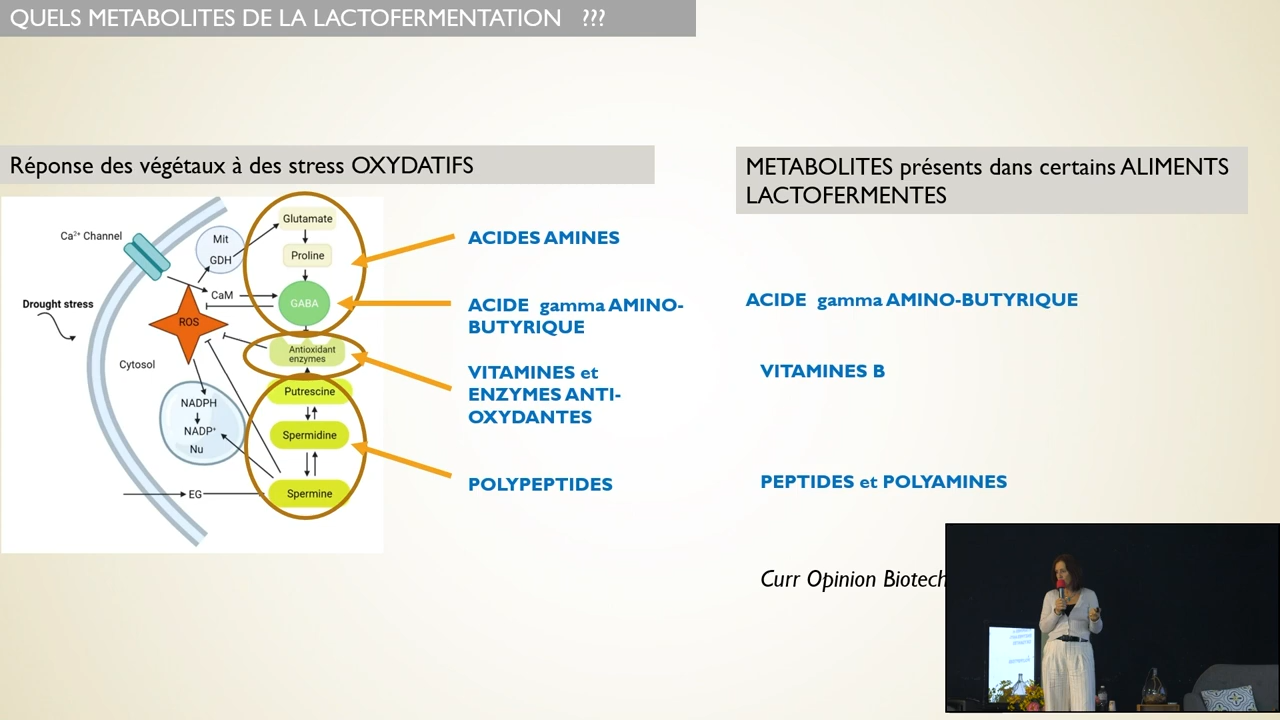 QUELS METABOLITES DE LA LACTOFERMENTATION ???
Réponse des végétaux à des stress OXYDATIFS
Ca²⁺ Channel
Mit
GDH
CaM
Drought stress
ROS
Cytosol
NADPH
NADP⁺
Nu
EG
Glutamate
Proline
GABA
Antioxidant
enzymes
Putrescine
Spermidine
Spermine
ACIDES AMINES
ACIDE gamma AMINO-
BUTYRIQUE
VITAMINES et
ENZYMES ANTI-
OXYDANTES
POLYPEPTIDES
METABOLITES présents dans certains ALIMENTS
LACTOFERMENTES
ACIDE gamma AMINO-BUTYRIQUE
VITAMINES B
PEPTIDES et POLYAMINES
Curr Opinion Biotech